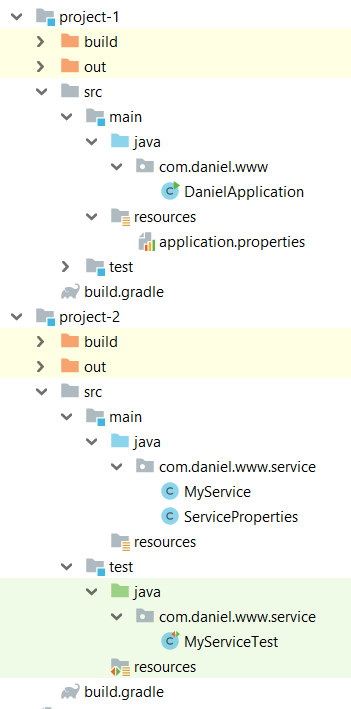 project-1
build
out
src
main
java
com.daniel.www
DanielApplication
resources
application.properties
test
build.gradle
project-2
build
out
src
main
java
com.daniel.www.service
MyService
ServiceProperties
resources
test
java
com.daniel.www.service
MyServiceTest
resources
build.gradle